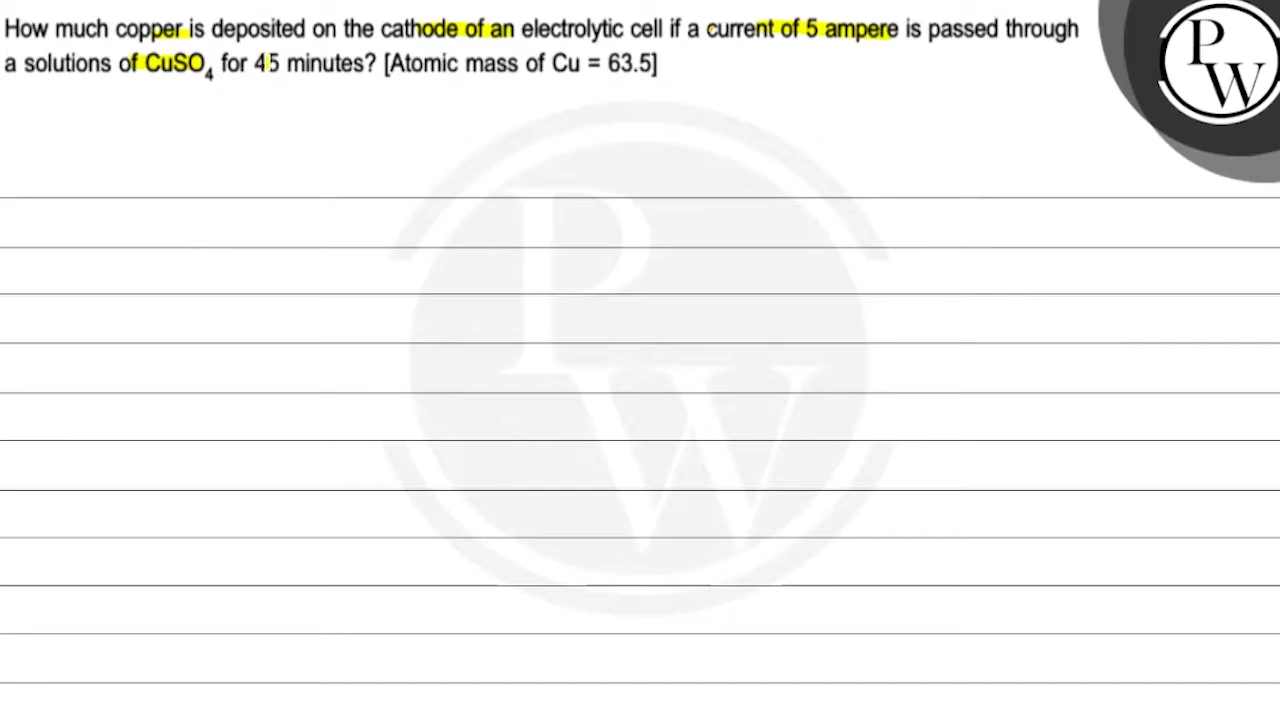 How much copper is deposited on the cathode of an electrolytic cell if a current of 5 ampere is passed through
a solutions of CuSO₄ for 45 minutes? [Atomic mass of Cu = 63.5]
P
W
P
W